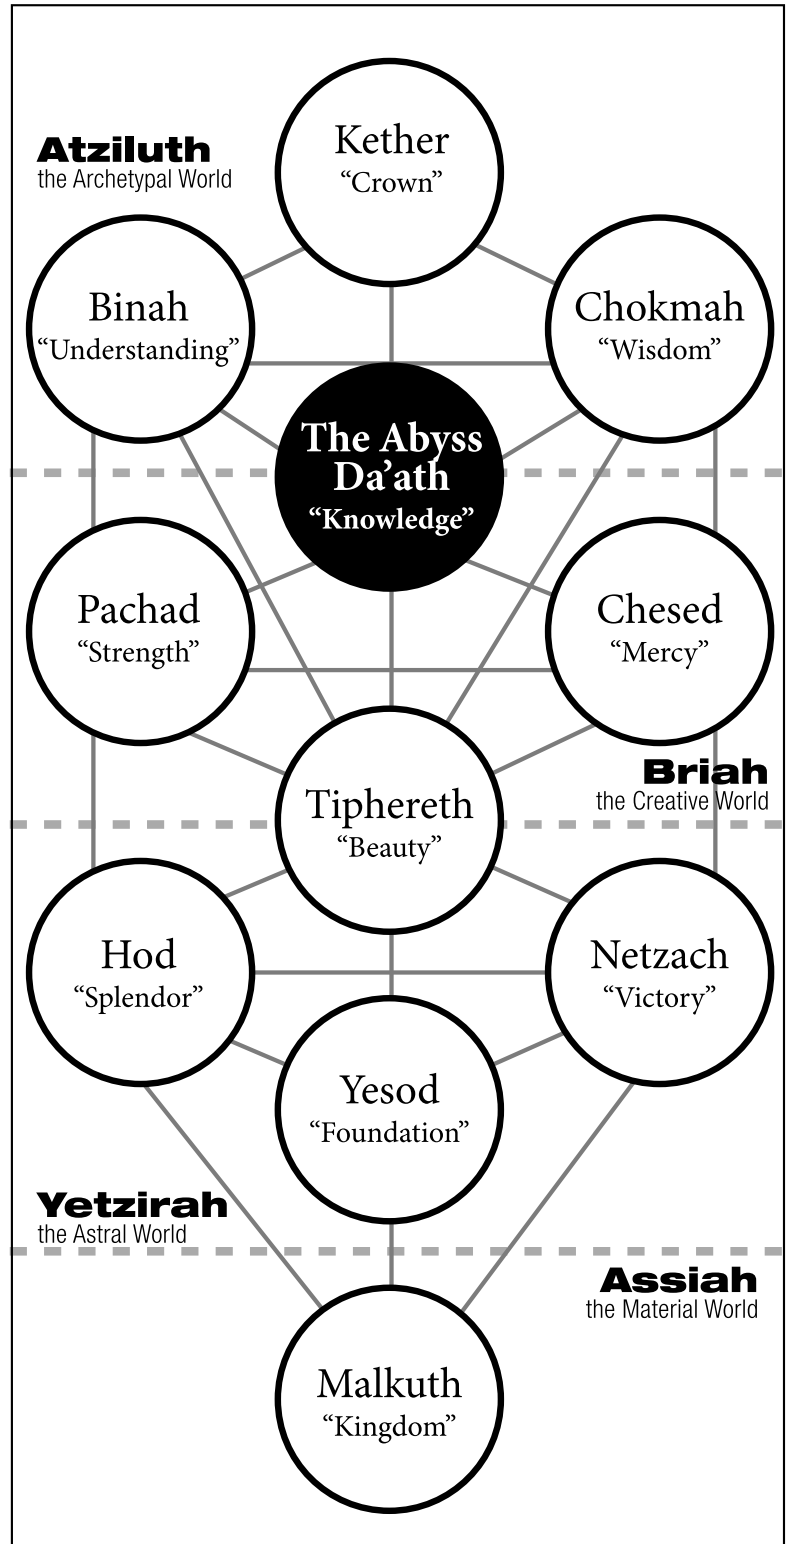 Kether
“Crown”
Atziluth
the Archetypal World
Binah
“Understanding”
Chokmah
“Wisdom”
The Abyss
Da’ath
“Knowledge”
Pachad
“Strength”
Chesed
“Mercy”
Briah
the Creative World
Tiphereth
“Beauty”
Hod
“Splendor”
Netzach
“Victory”
Yesod
“Foundation”
Yetzirah
the Astral World
Assiah
the Material World
Malkuth
“Kingdom”